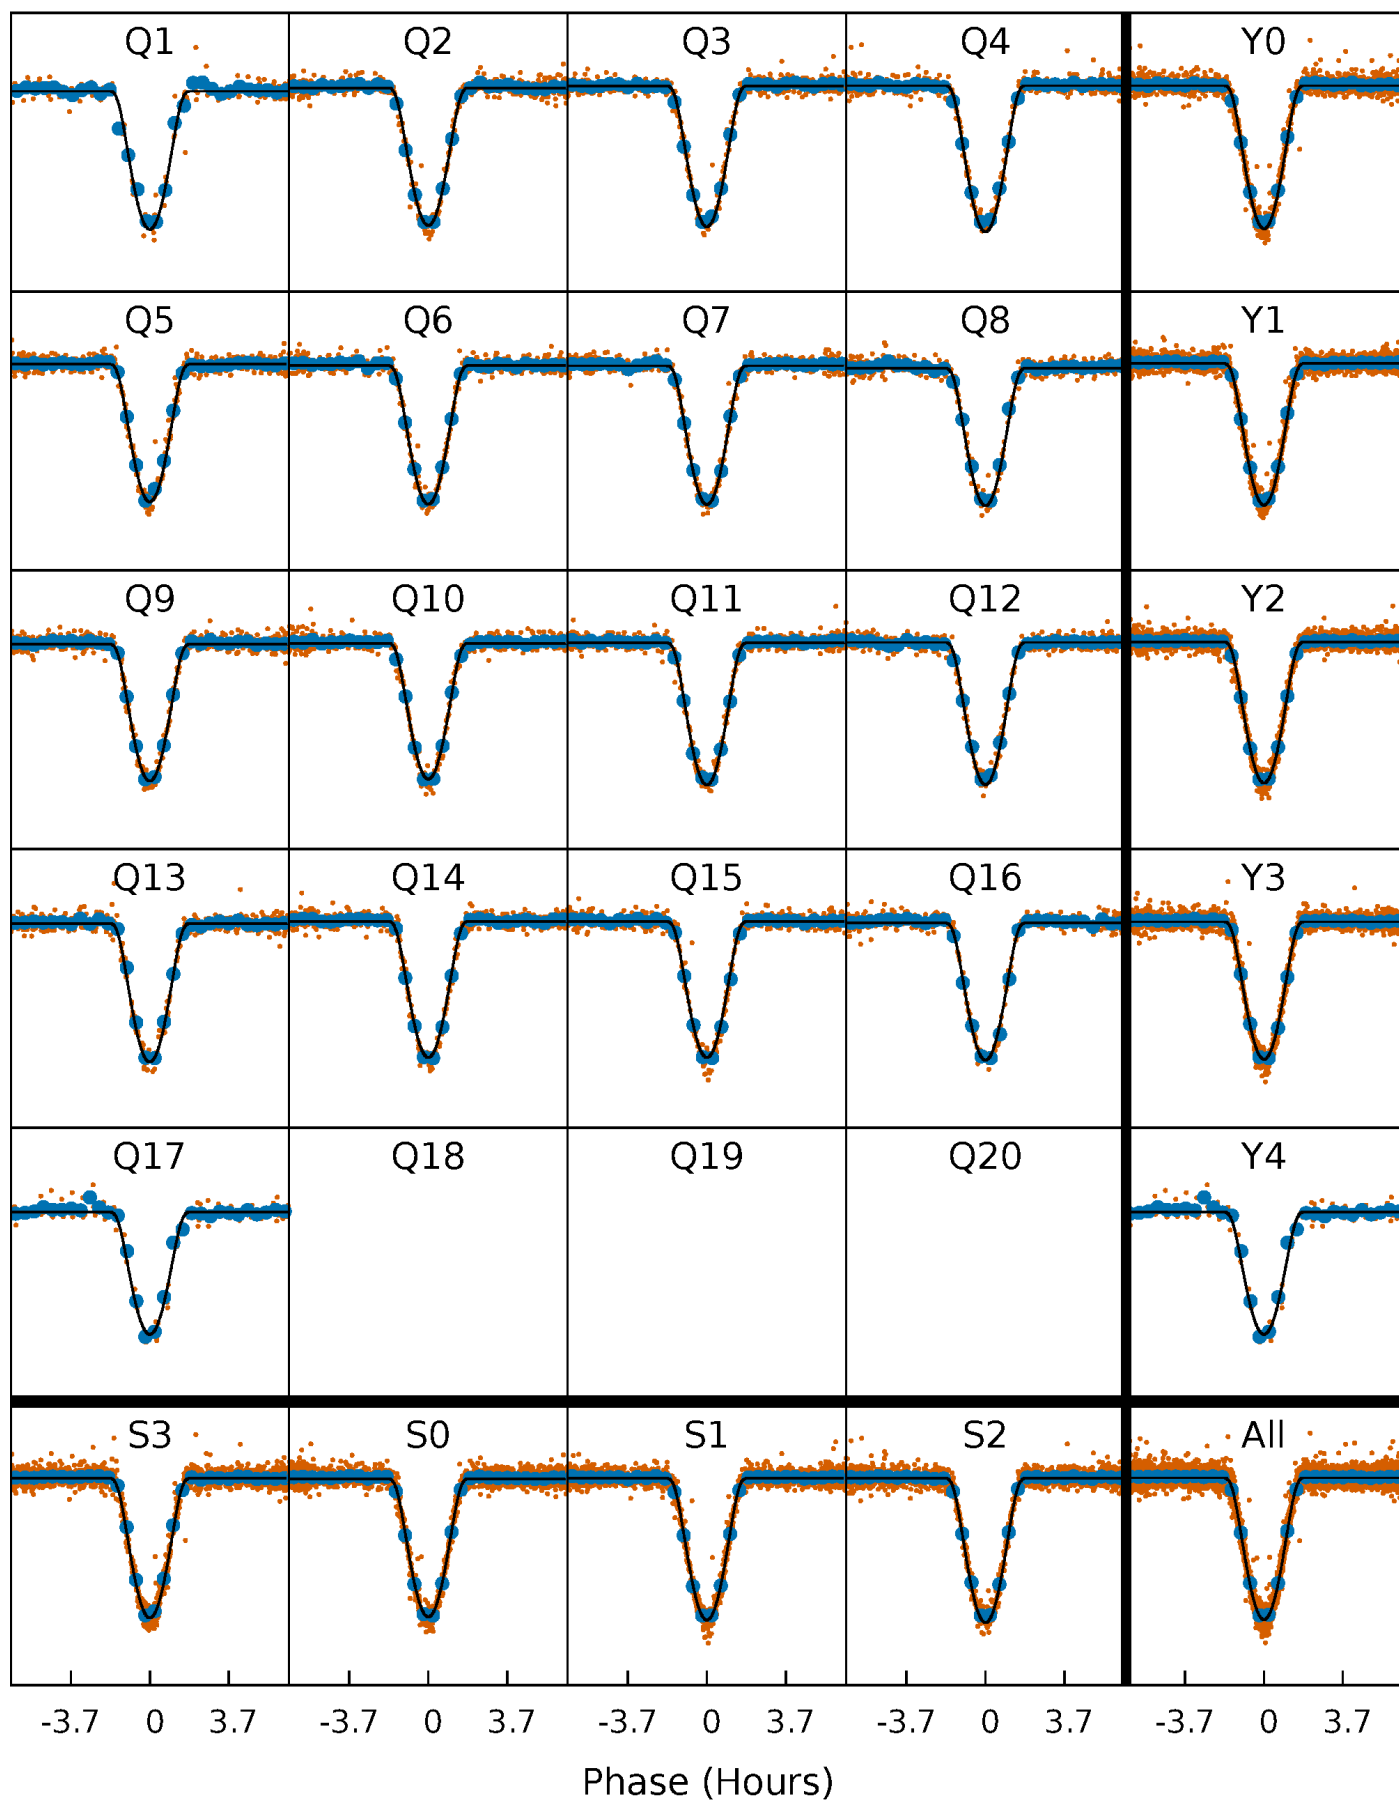 Q1 Q2 Q3 Q4 Y0
Q5 Q6 Q7 Q8 Y1
Q9 Q10 Q11 Q12 Y2
Q13 Q14 Q15 Q16 Y3
Q17 Q18 Q19 Q20 Y4
S3 S0 S1 S2 All
-3.7 0 3.7 -3.7 0 3.7 -3.7 0 3.7 -3.7 0 3.7 -3.7 0 3.7
Phase (Hours)